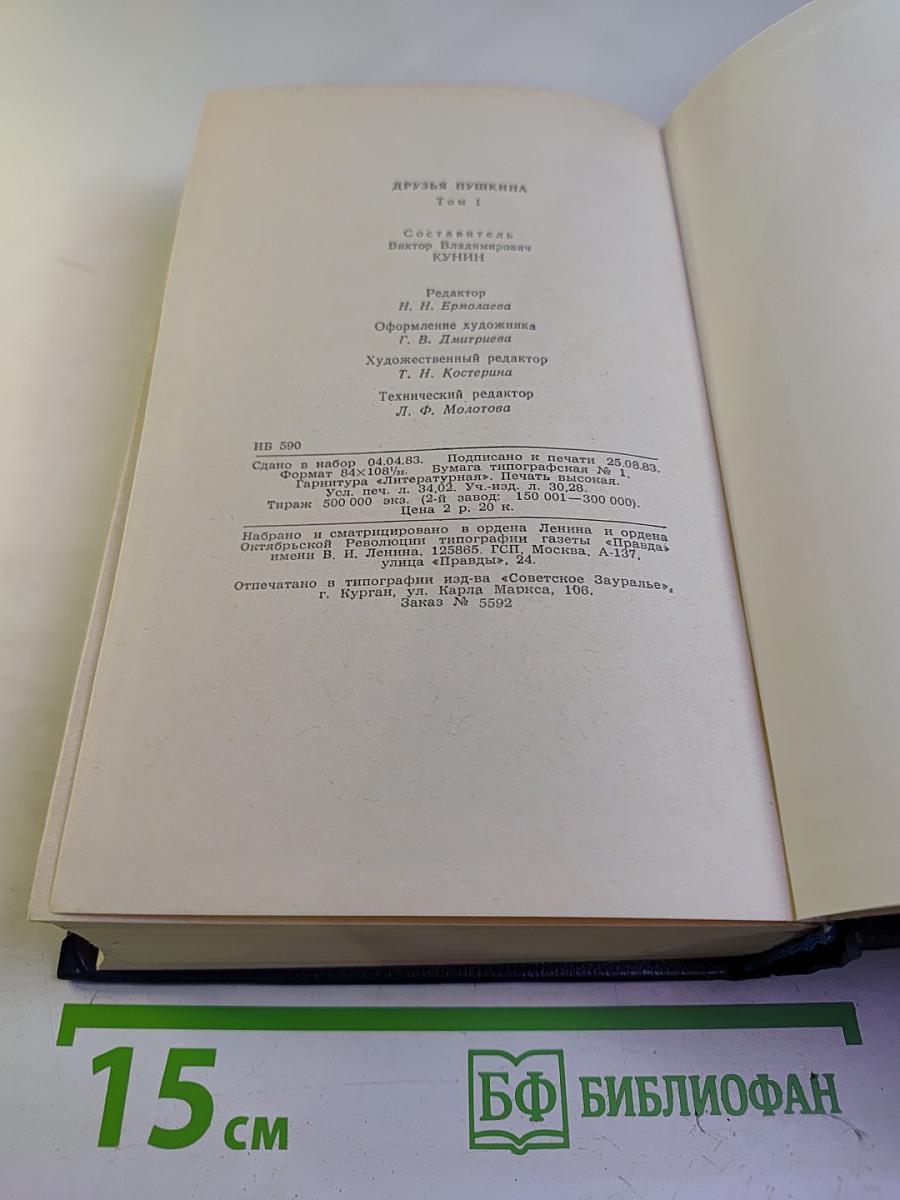 ДРУЗЬЯ ПУШКИНА
Том I
Составитель
Виктор Владимирович
КУНИН
Редактор
Н. Н. Ермолаева
Оформление художника
Г. В. Дмитриева
Художественный редактор
Т. Н. Костерина
Технический редактор
Л. Ф. Молотова
ИБ 590
Сдано в набор 04.04.83. Подписано к печати 25.08.83.
Формат 84×108¹/₃₂. Бумага типографская № 1.
Гарнитура «Литературная». Печать высокая.
Усл. печ. л. 34,02. Уч.-изд. л. 30,28.
Тираж 500 000 экз. (2-й завод: 150 001—300 000).
Цена 2 р. 20 к.
Набрано и сматрицировано в ордена Ленина и ордена
Октябрьской Революции типографии газеты «Правда»
имени В. И. Ленина, 125865. ГСП, Москва, А-137,
улица «Правды», 24.
Отпечатано в типографии изд-ва «Советское Зауралье»,
г. Курган, ул. Карла Маркса, 106.
Заказ № 5592
15 см
БФ БИБЛИОФАН